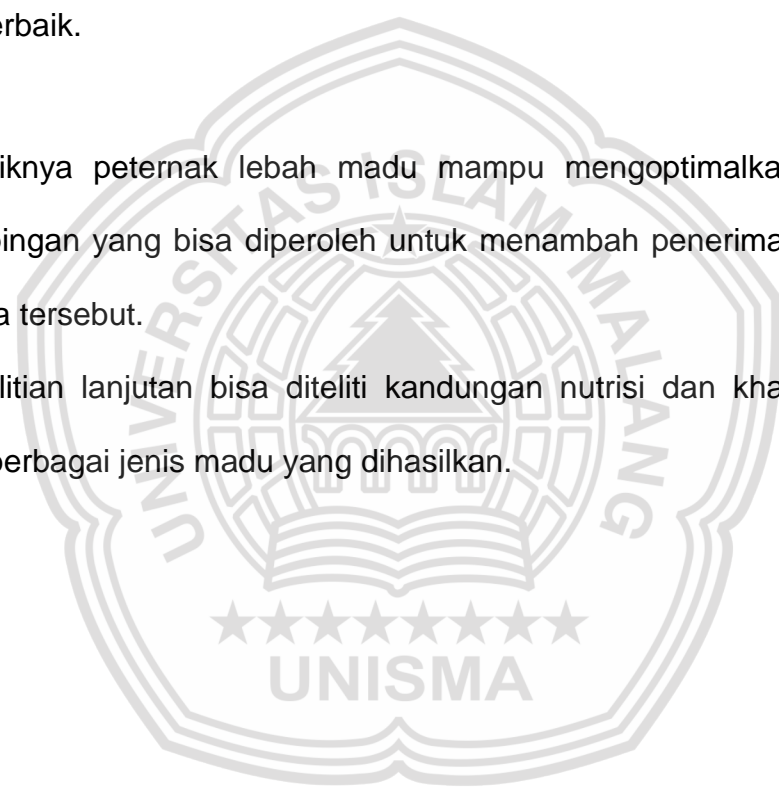 erbaik.
iknya peternak lebah madu mampu mengoptimalka
pingan yang bisa diperoleh untuk menambah penerima
a tersebut.
litian lanjutan bisa diteliti kandungan nutrisi dan kha
berbagai jenis madu yang dihasilkan.
UNIVERSITAS ISLAM MALANG
UNISMA